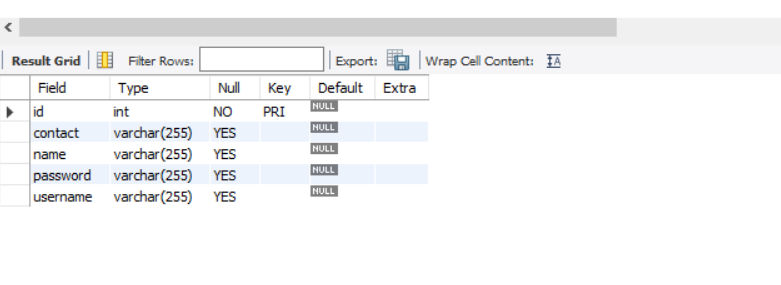 Result Grid Filter Rows: Export: Wrap Cell Content: IA
Field Type Null Key Default Extra
id int NO PRI NULL
contact varchar(255) YES NULL
name varchar(255) YES NULL
password varchar(255) YES NULL
username varchar(255) YES NULL